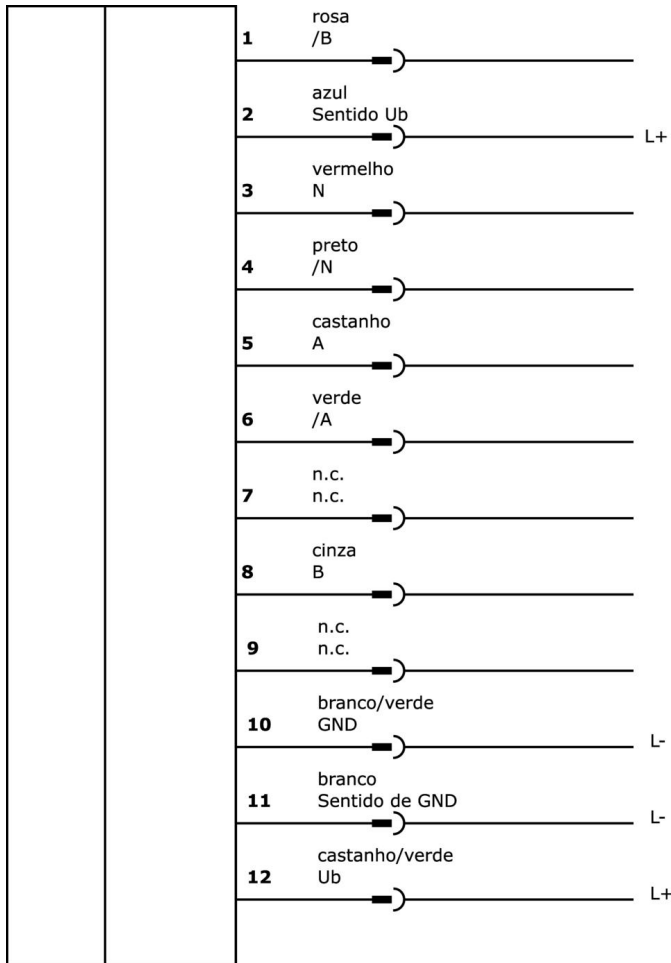 rosa
1 /B
azul
2 Sentido Ub
L+
vermelho
3 N
preto
4 /N
castanho
5 A
verde
6 /A
n.c.
7 n.c.
cinza
8 B
n.c.
9 n.c.
branco/verde
10 GND
L-
branco
11 Sentido de GND
L-
castanho/verde
12 Ub
L+